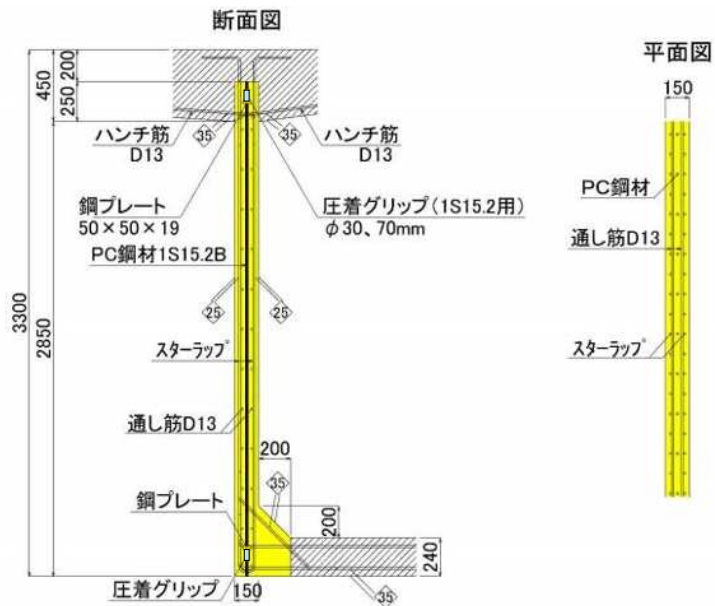 断面図
平面図
200
450
250
35
35
ハンチ筋
D13
ハンチ筋
D13
鋼プレート
50×50×19
圧着グリップ(1S15.2用)
φ30、70mm
PC鋼材1S15.2B
3300
2850
25
25
スターラップ
通し筋D13
200
35
鋼プレート
200
240
圧着グリップ
150
35
150
PC鋼材
通し筋D13
スターラップ